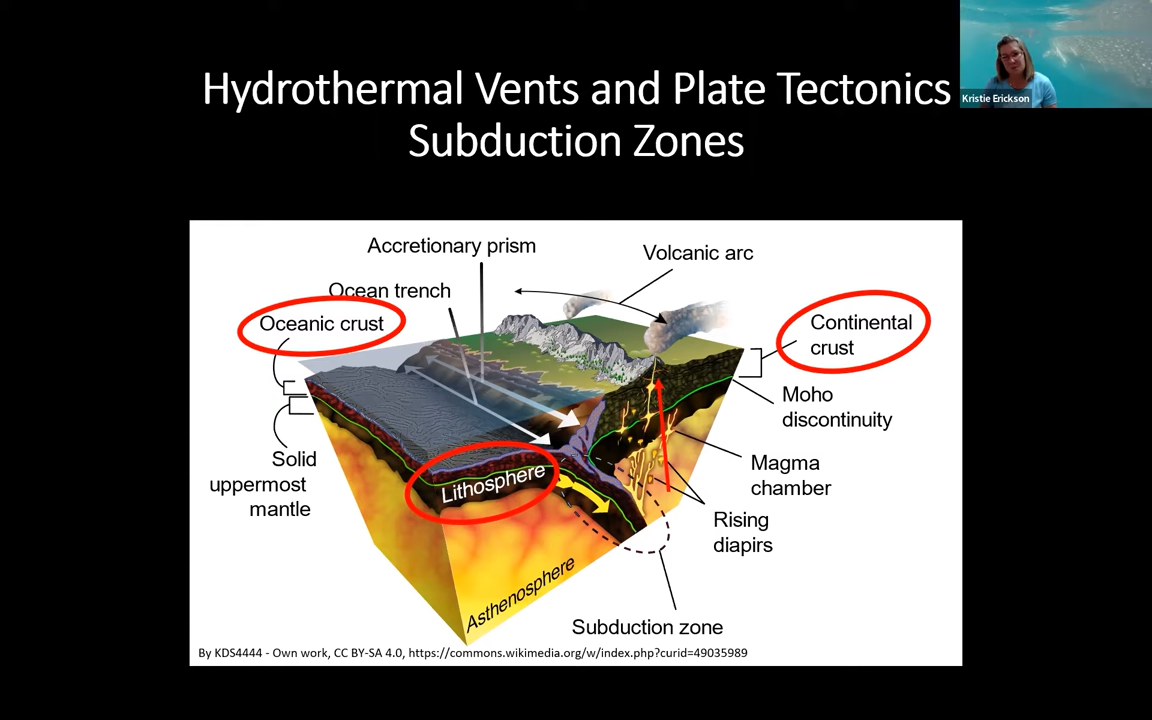 Hydrothermal Vents and Plate Tectonics
Subduction Zones
Kristie Erickson
Accretionary prism
Volcanic arc
Ocean trench
Oceanic crust
Continental
crust
Moho
discontinuity
Solid
uppermost
mantle
Lithosphere
Magma
chamber
Rising
diapirs
Asthenosphere
Subduction zone
By KDS4444 - Own work, CC BY-SA 4.0, https://commons.wikimedia.org/w/index.php?curid=49035989